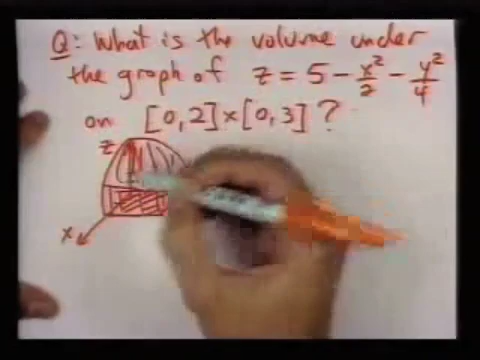 Q: What is the volume under
the graph of z = 5 - x²/2 - y²/4
on [0,2]×[0,3]?
z
x